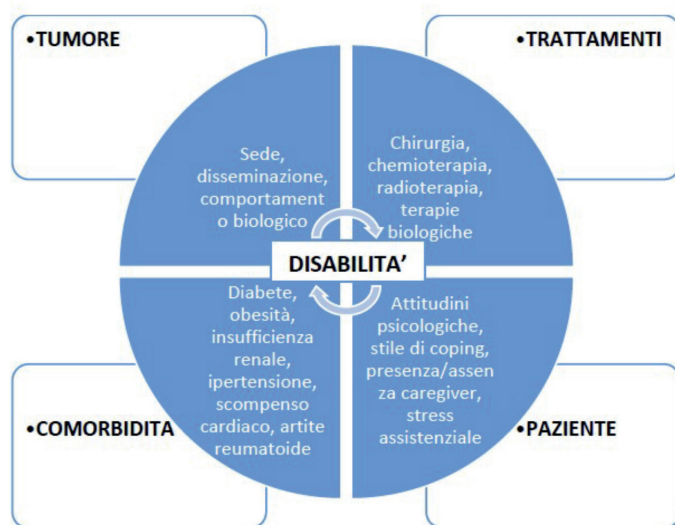 •TUMORE
•TRATTAMENTI
Sede,
disseminazione,
comportament
o biologico
Chirurgia,
chemioterapia,
radioterapia,
terapie
biologiche
DISABILITA’
Diabete,
obesità,
insufficienza
renale,
ipertensione,
scompenso
cardiaco, artite
reumatoide
Attitudini
psicologiche,
stile di coping,
presenza/assen
za caregiver,
stress
assistenziale
•COMORBIDITA
•PAZIENTE